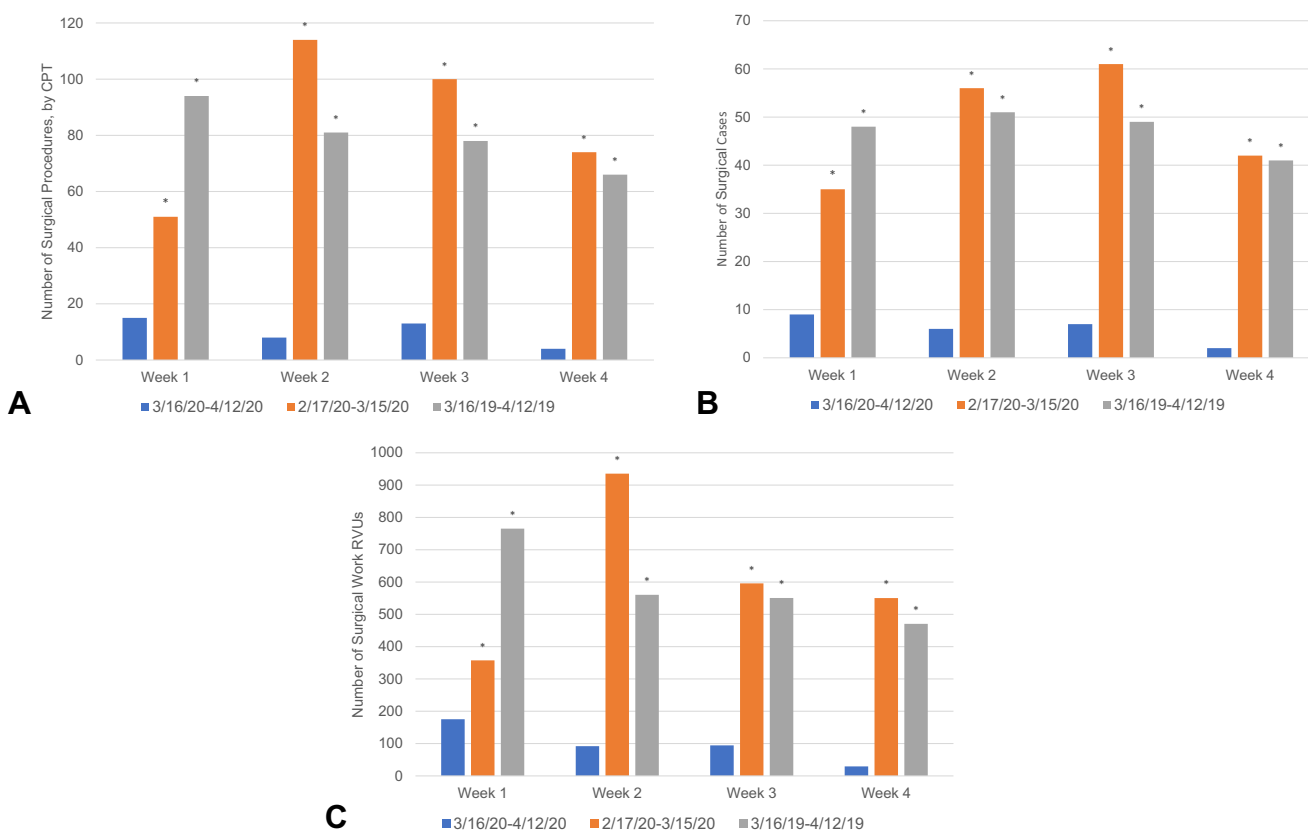 Number of Surgical Procedures, by CPT
120
100
80
60
40
20
0
* * * * * * * *
Week 1 Week 2 Week 3 Week 4
3/16/20-4/12/20 2/17/20-3/15/20 3/16/19-4/12/19
A
Number of Surgical Cases
70
60
50
40
30
20
10
0
* * * * * * * *
Week 1 Week 2 Week 3 Week 4
3/16/20-4/12/20 2/17/20-3/15/20 3/16/19-4/12/19
B
Number of Surgical Work RVUs
1000
900
800
700
600
500
400
300
200
100
0
* * * * * * * *
Week 1 Week 2 Week 3 Week 4
3/16/20-4/12/20 2/17/20-3/15/20 3/16/19-4/12/19
C